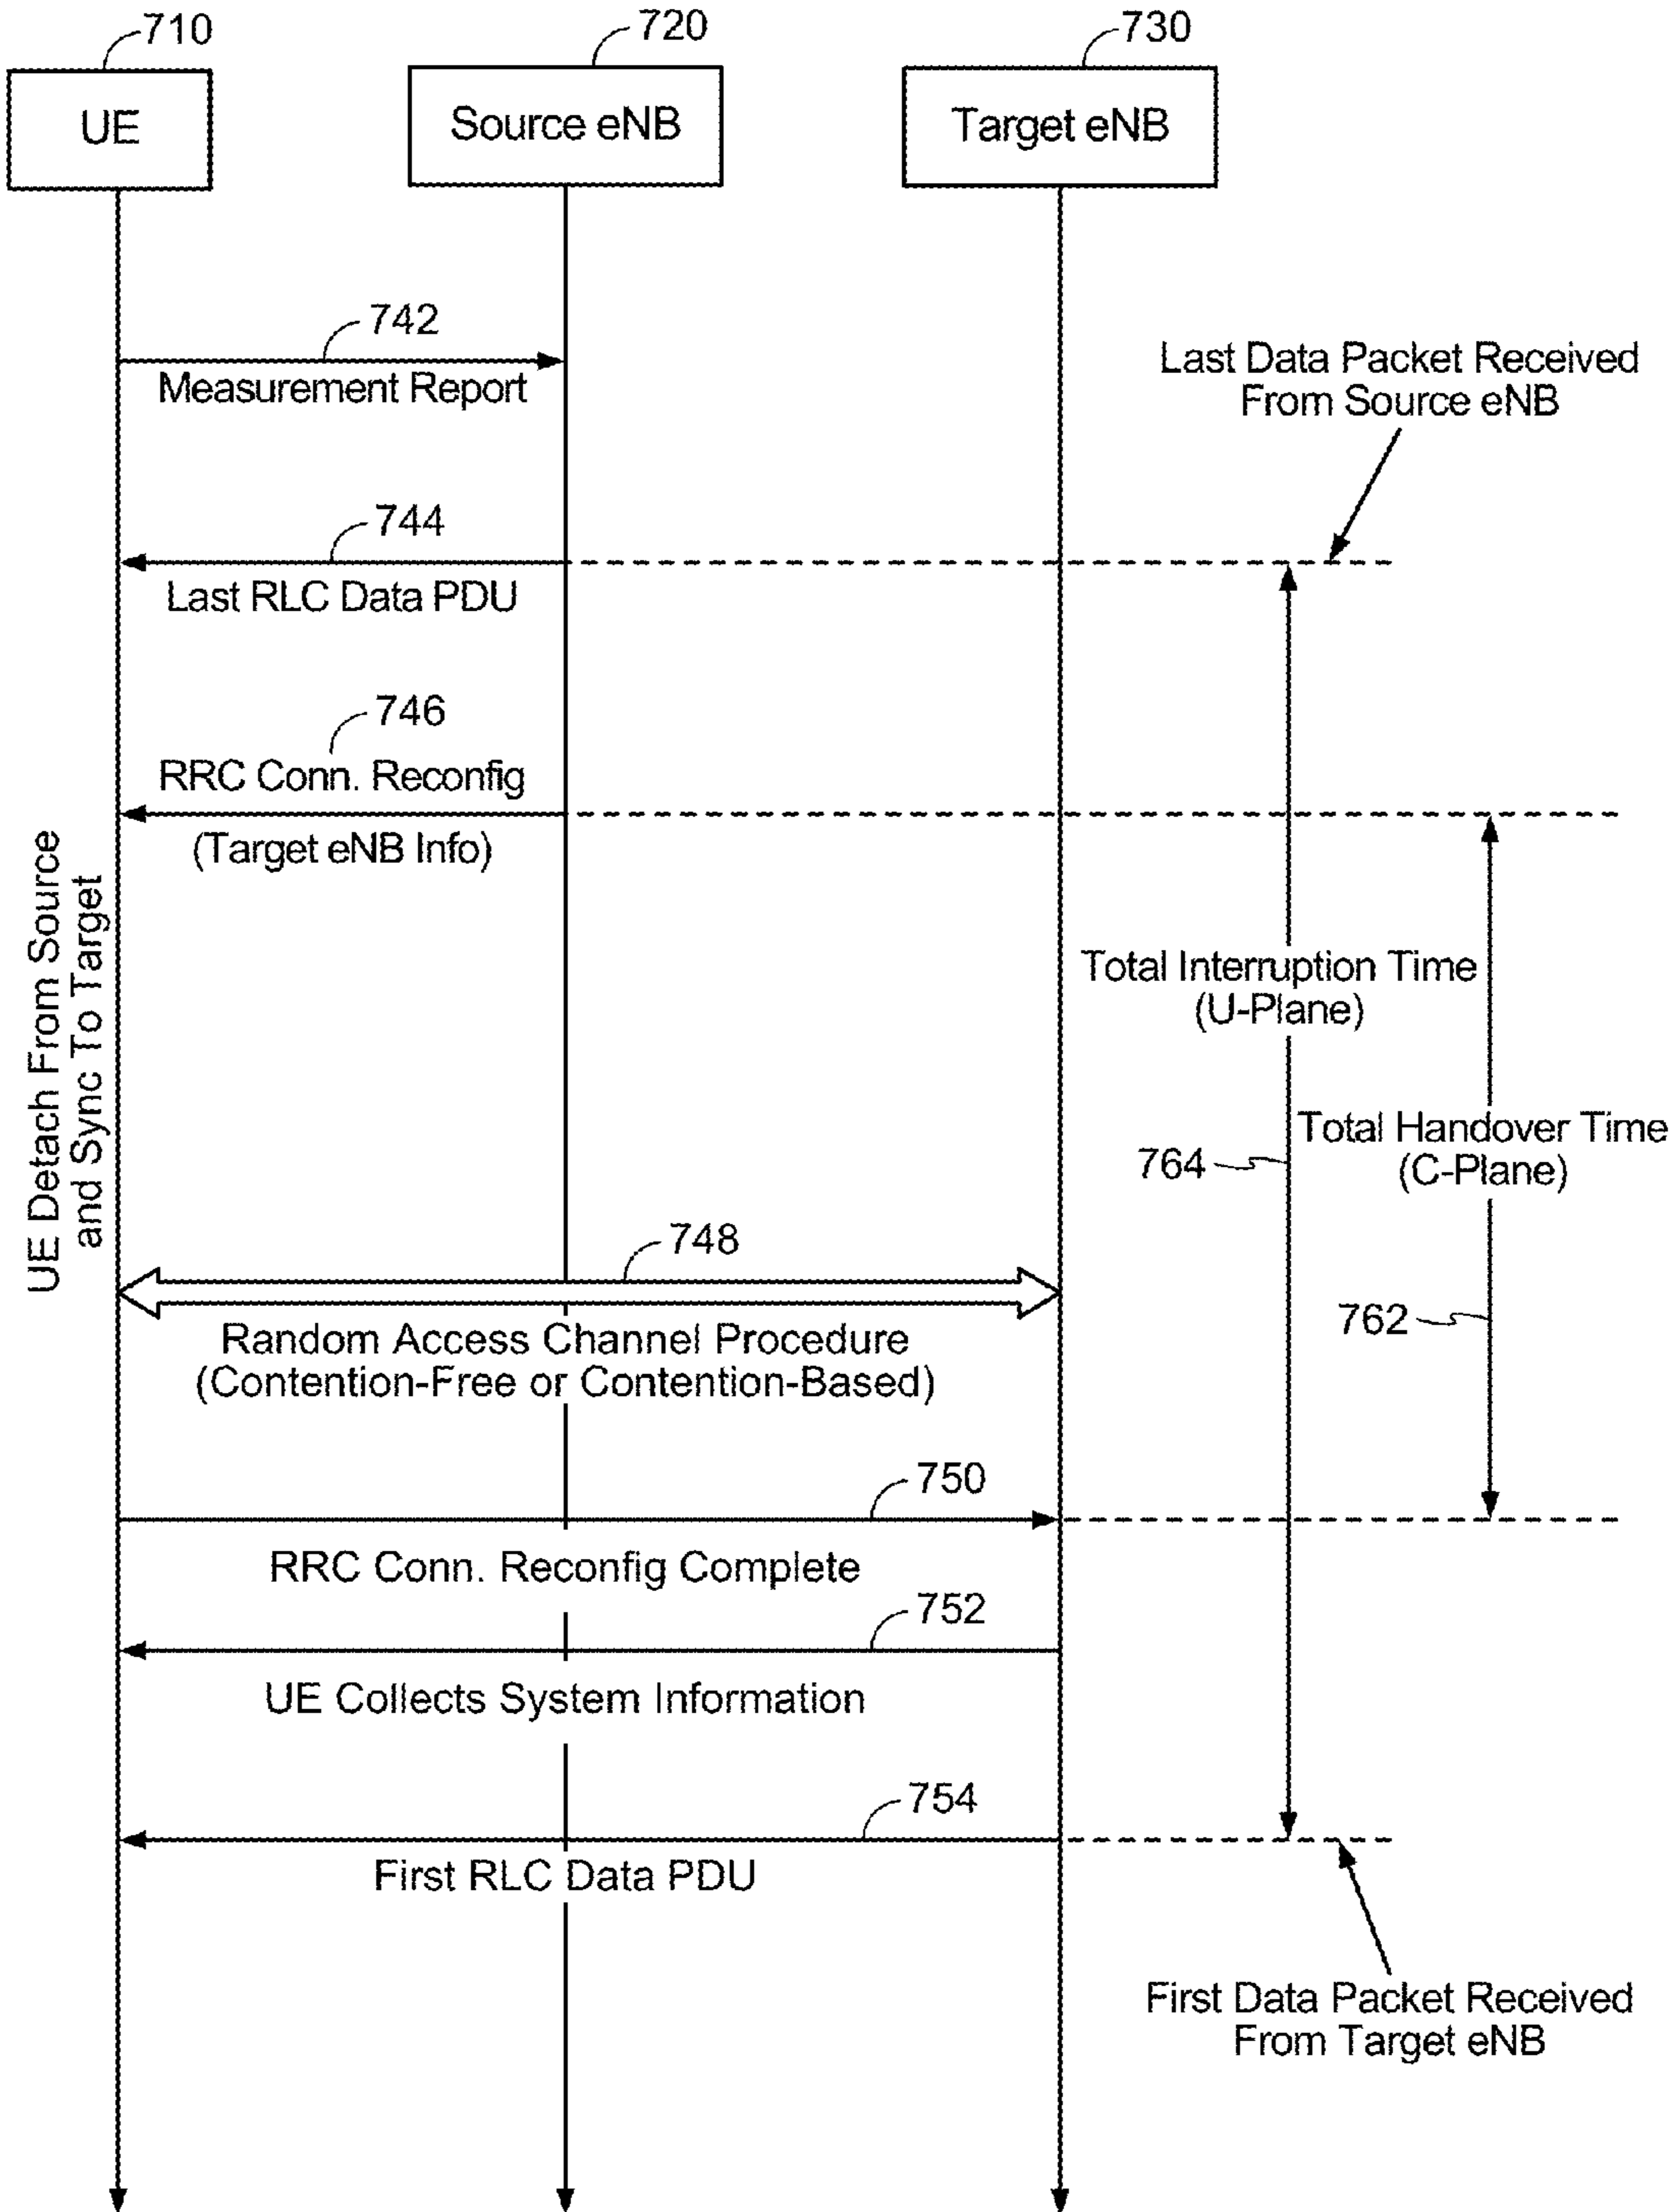 710
720
730
UE
Source eNB
Target eNB
742
Measurement Report
Last Data Packet Received
From Source eNB
744
Last RLC Data PDU
746
RRC Conn. Reconfig
(Target eNB Info)
UE Detach From Source
and Sync To Target
Total Interruption Time
(U-Plane)
Total Handover Time
(C-Plane)
764
748
762
Random Access Channel Procedure
(Contention-Free or Contention-Based)
750
RRC Conn. Reconfig Complete
752
UE Collects System Information
754
First RLC Data PDU
First Data Packet Received
From Target eNB